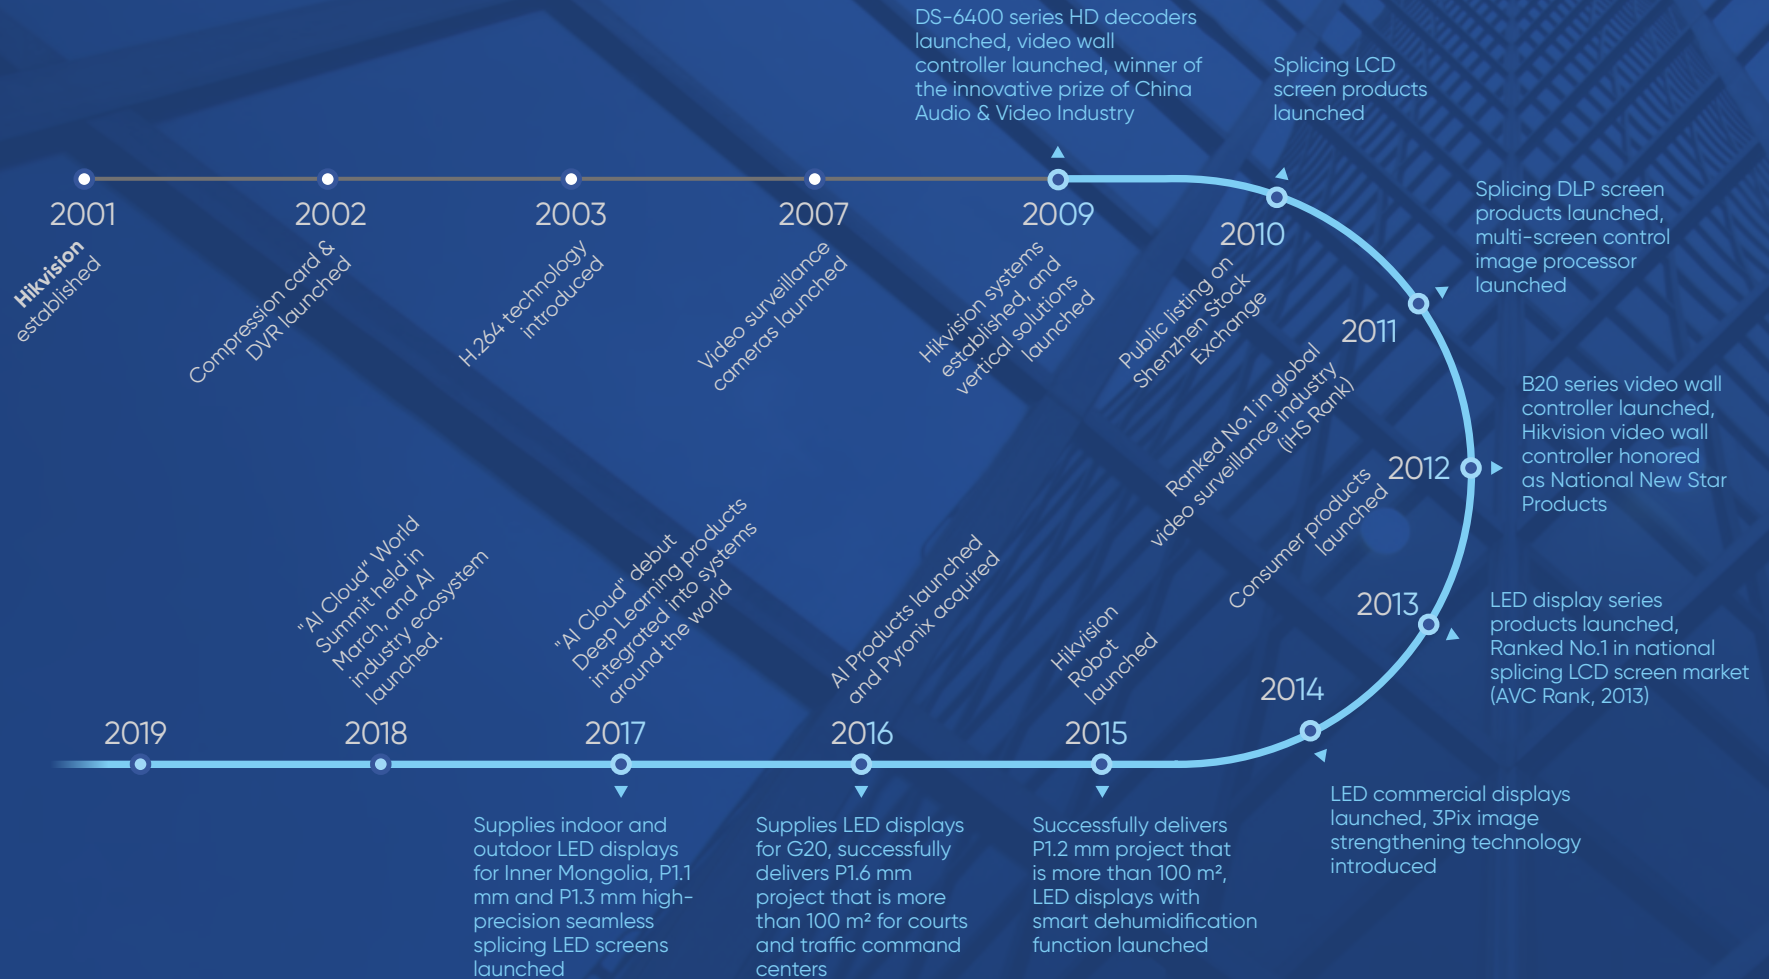 DS-6400 series HD decoders
launched, video wall
controller launched, winner of
the innovative prize of China
Audio & Video Industry
Splicing LCD
screen products
launched
2001
Hikvision
established
2002
Compression card &
DVR launched
2003
H.264 technology
introduced
2007
Video surveillance
cameras launched
2009
Hikvision systems
established, and
vertical solutions
launched
2010
Public listing on
Shenzhen Stock
Exchange
Splicing DLP screen
products launched,
multi-screen control
image processor
launched
2011
Ranked No.1 in global
video surveillance industry
(iHS Rank)
B20 series video wall
controller launched,
Hikvision video wall
controller honored
as National New Star
Products
2012
Consumer products
launched
2013
LED display series
products launched,
Ranked No.1 in national
splicing LCD screen market
(AVC Rank, 2013)
2014
LED commercial displays
launched, 3Pix image
strengthening technology
introduced
Hikvision
Robot
launched
2015
Successfully delivers
P1.2 mm project that
is more than 100 m²,
LED displays with
smart dehumidification
function launched
AI Products launched
and Pyronix acquired
2016
Supplies LED displays
for G20, successfully
delivers P1.6 mm
project that is more
than 100 m² for courts
and traffic command
centers
"AI Cloud" debut
Deep Learning products
integrated into systems
around the world
2017
Supplies indoor and
outdoor LED displays
for Inner Mongolia, P1.1
mm and P1.3 mm high-
precision seamless
splicing LED screens
launched
"AI Cloud" World
Summit held in
March, and AI
industry ecosystem
launched.
2018
2019